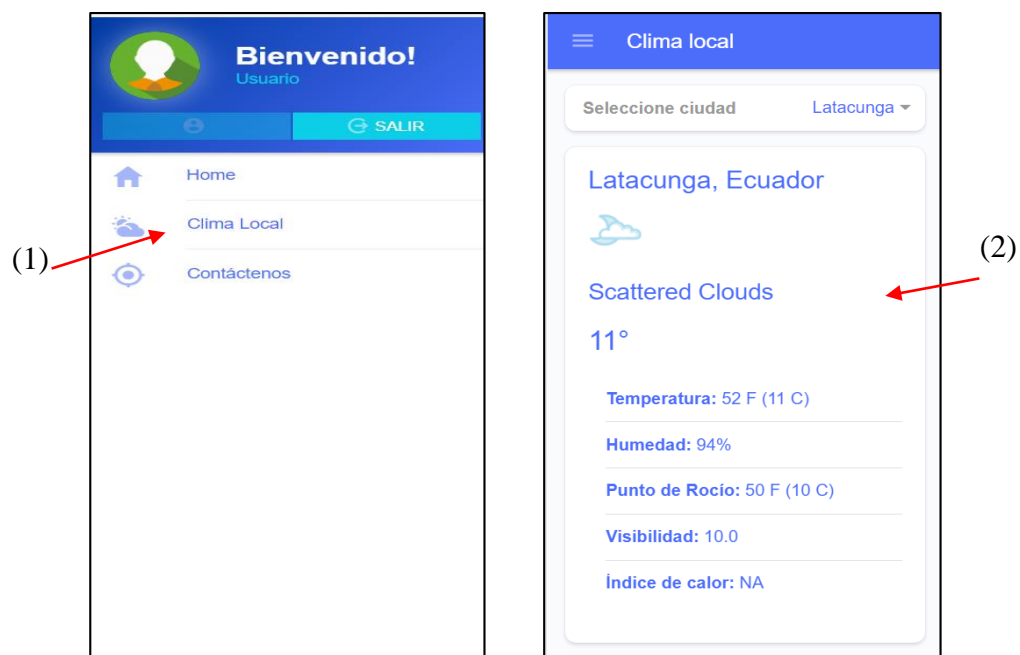 Bienvenido!
Usuario
SALIR
Home
Clima Local
Contáctenos
(1)
Clima local
Seleccione ciudad Latacunga
Latacunga, Ecuador
Scattered Clouds
11°
Temperatura: 52 F (11 C)
Humedad: 94%
Punto de Rocío: 50 F (10 C)
Visibilidad: 10.0
Índice de calor: NA
(2)